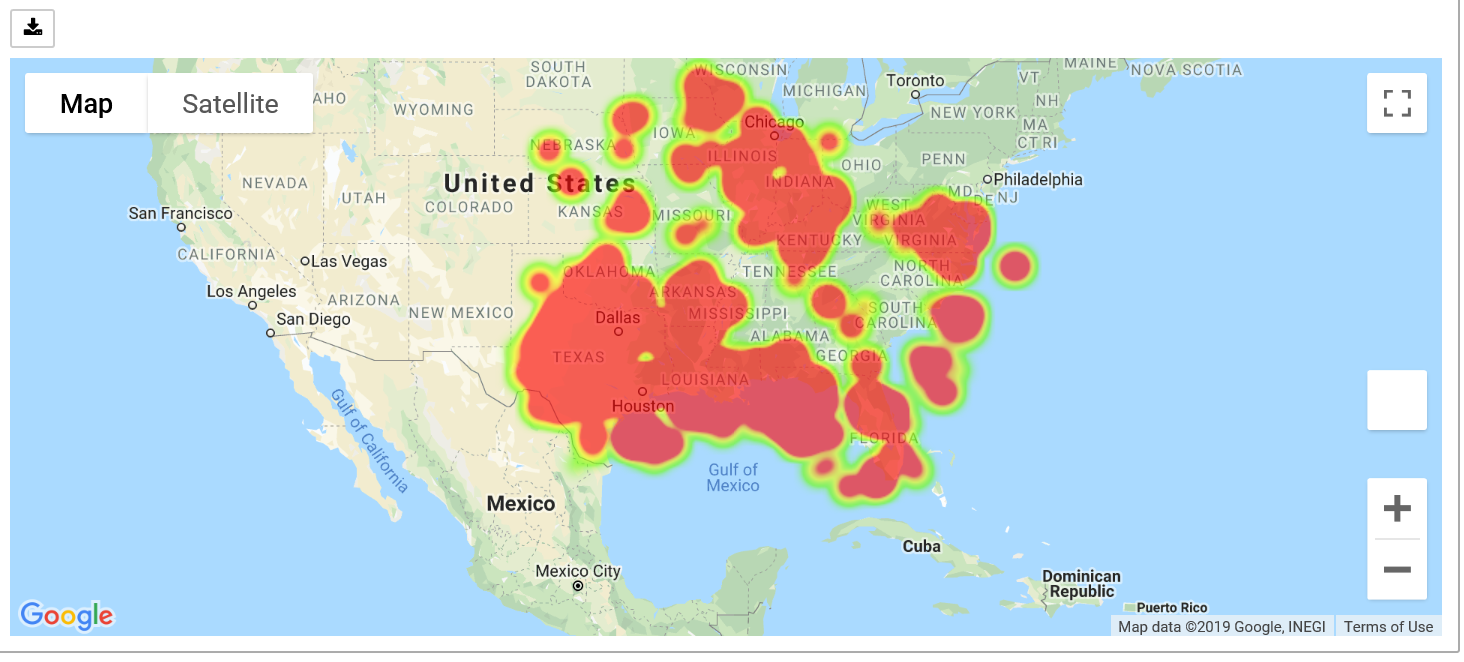 Map
Satellite
WISCONSIN
MAINE
NOVA SCOTIA
SOUTH
DAKOTA
AHO
WYOMING
MICHIGAN
Toronto
VT
NH
NEW YORK
MA
CT RI
IOWA
Chicago
NEBRASKA
ILLINOIS
OHIO
PENN
Philadelphia
United States
NEVADA
UTAH
COLORADO
KANSAS
MISSOURI
INDIANA
WEST
VIRGINIA
MD
DE
NJ
San Francisco
KENTUCKY
VIRGINIA
CALIFORNIA
Las Vegas
OKLAHOMA
TENNESSEE
NORTH
CAROLINA
Los Angeles
ARIZONA
NEW MEXICO
ARKANSAS
MISSISSIPPI
SOUTH
CAROLINA
San Diego
Dallas
ALABAMA
GEORGIA
TEXAS
LOUISIANA
Houston
FLORIDA
Gulf of California
Gulf of
Mexico
Mexico
Cuba
Mexico City
Dominican
Republic
Puerto Rico
Google
Map data ©2019 Google, INEGI
Terms of Use